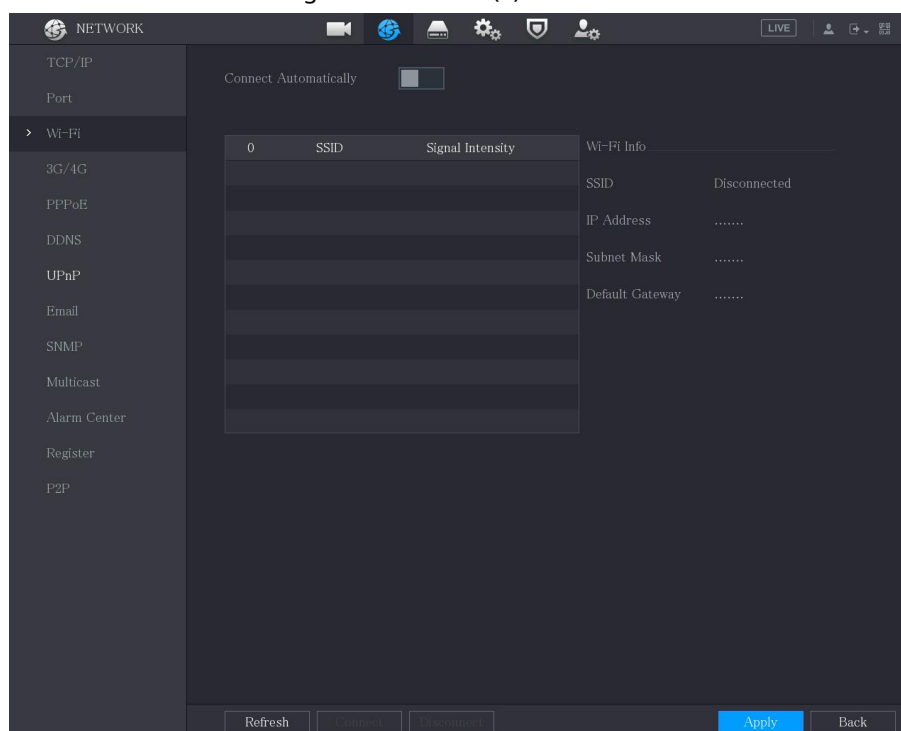 NETWORK
LIVE
TCP/IP
Port
Wi-Fi
3G/4G
PPPoE
DDNS
UPnP
Email
SNMP
Multicast
Alarm Center
Register
P2P
Connect Automatically
0 SSID Signal Intensity
Wi-Fi Info
SSID Disconnected
IP Address .......
Subnet Mask .......
Default Gateway .......
Refresh Connect Disconnect Apply Back